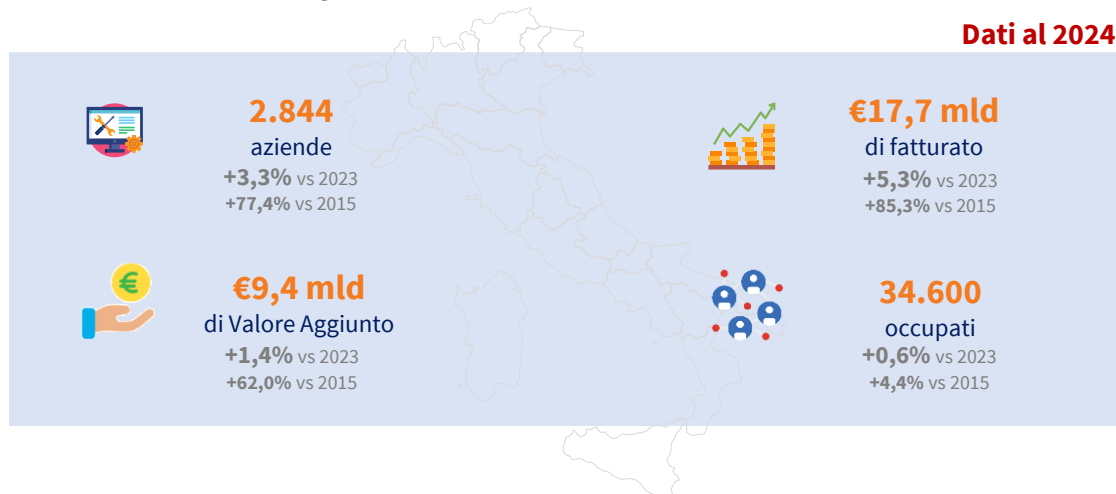 Dati al 2024
2.844
aziende
+3,3% vs 2023
+77,4% vs 2015
€17,7 mld
di fatturato
+5,3% vs 2023
+85,3% vs 2015
€9,4 mld
di Valore Aggiunto
+1,4% vs 2023
+62,0% vs 2015
34.600
occupati
+0,6% vs 2023
+4,4% vs 2015